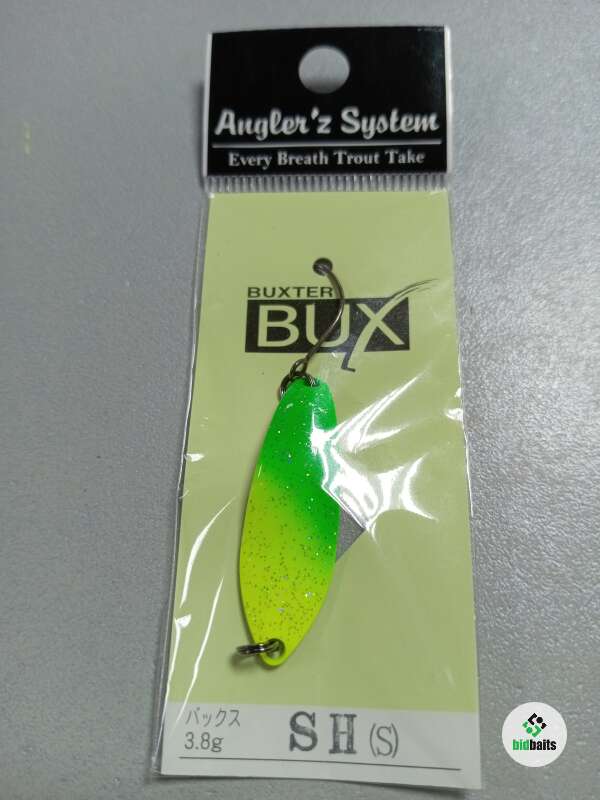 Angler'z System
Every Breath Trout Take
BUXTER
BUX
バックス
3.8g
SH (S)
bidbaits